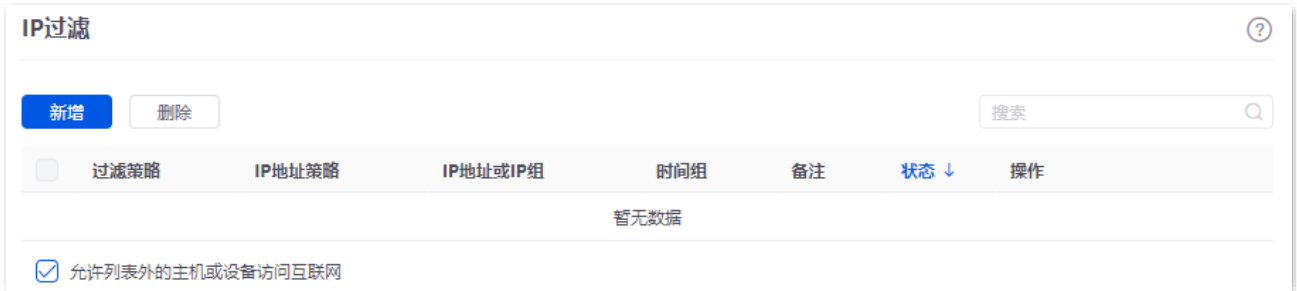 IP过滤
新增 删除 搜索
过滤策略 IP地址策略 IP地址或IP组 时间组 备注 状态 ↓ 操作
暂无数据
允许列表外的主机或设备访问互联网